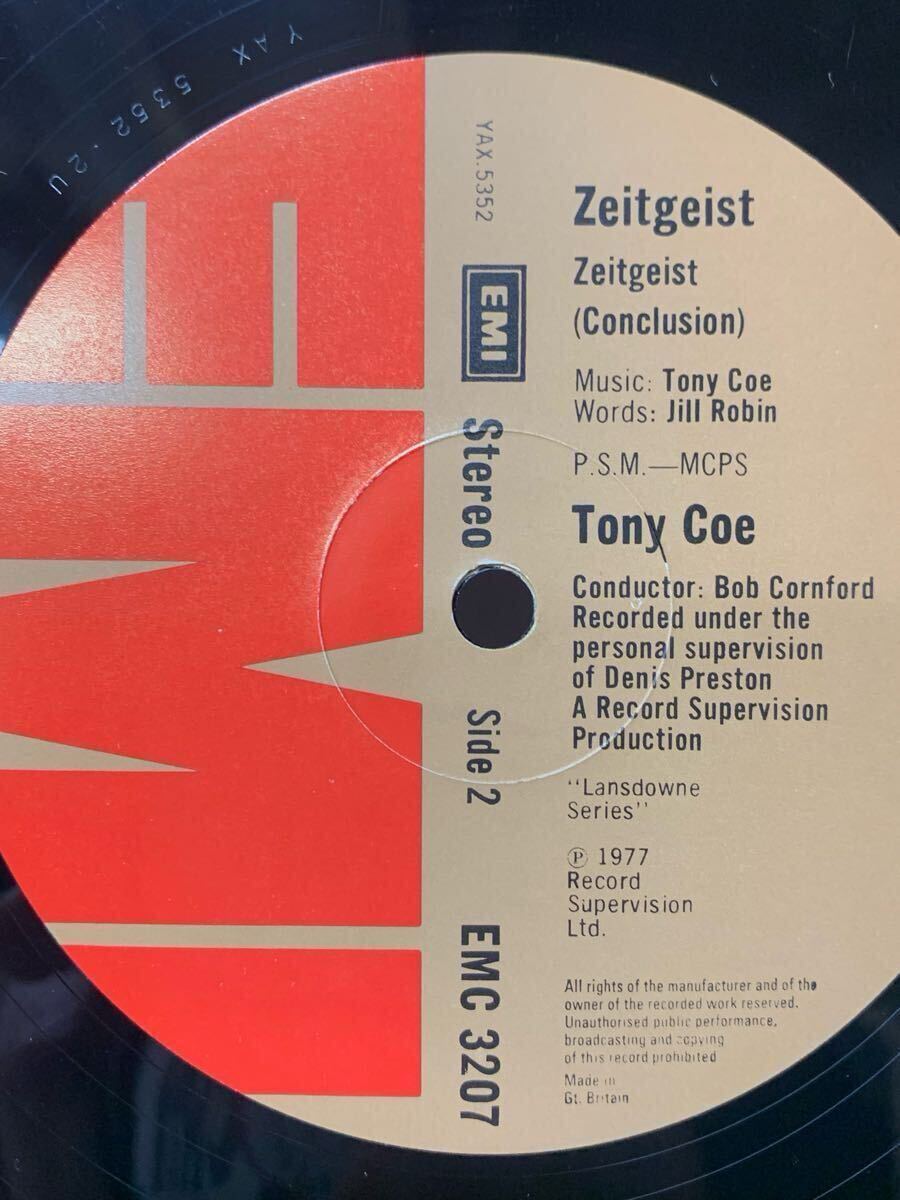 YAX 5352-2U
YAX.5352
EMI
Stereo
Side 2
EMC 3207
Zeitgeist
Zeitgeist
(Conclusion)
Music: Tony Coe
Words: Jill Robin
P.S.M.—MCPS
Tony Coe
Conductor: Bob Cornford
Recorded under the
personal supervision
of Denis Preston
A Record Supervision
Production
"Lansdowne
Series"
℗ 1977
Record
Supervision
Ltd.
All rights of the manufacturer and of the
owner of the recorded work reserved.
Unauthorised public performance,
broadcasting and copying
of this record prohibited
Made in
Gt. Britain